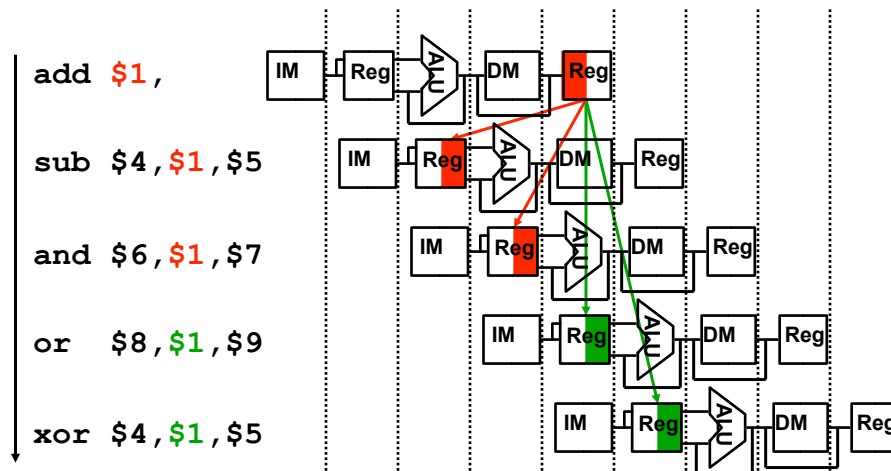 add $1, IM Reg ALU DM Reg
sub $4,$1,$5 IM Reg ALU DM Reg
and $6,$1,$7 IM Reg ALU DM Reg
or $8,$1,$9 IM Reg ALU DM Reg
xor $4,$1,$5 IM Reg ALU DM Reg